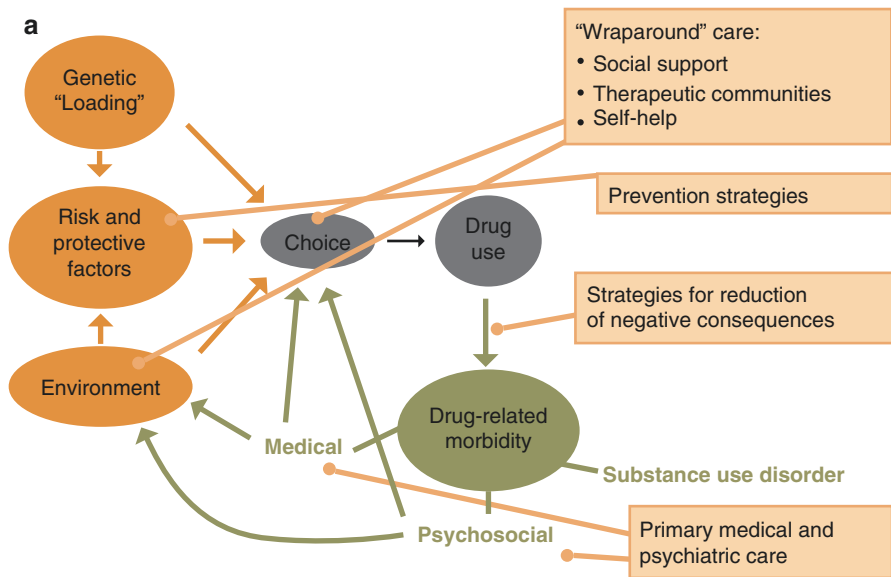 a
Genetic
“Loading”
Risk and
protective
factors
Environment
Choice
Drug
use
Drug-related
morbidity
Medical
Psychosocial
Substance use disorder
“Wraparound” care:
• Social support
• Therapeutic communities
• Self-help
Prevention strategies
Strategies for reduction
of negative consequences
Primary medical and
psychiatric care